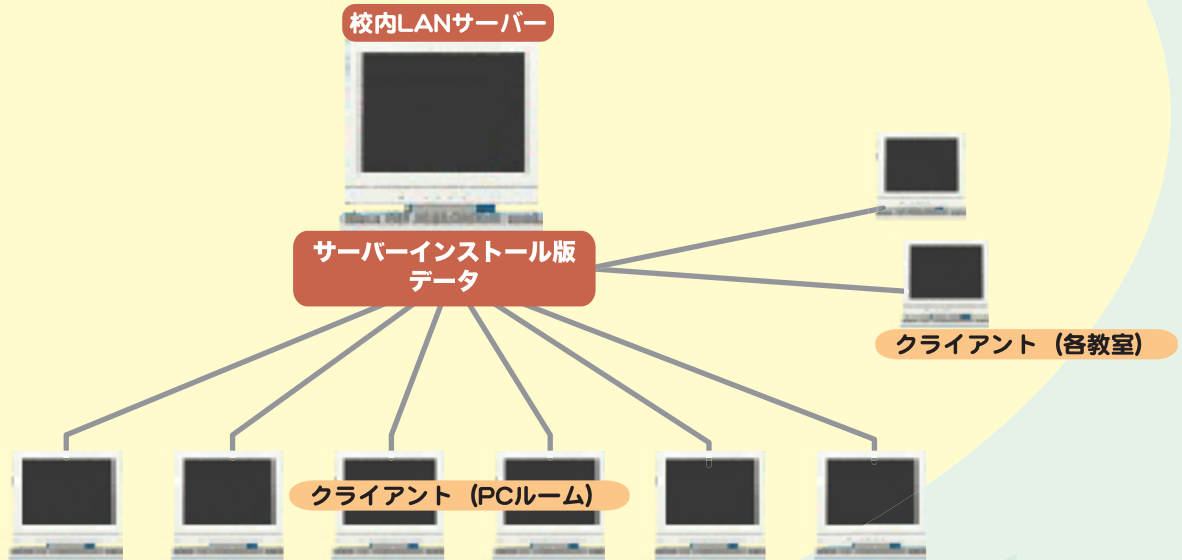 校内LANサーバー
サーバーインストール版
データ
クライアント（各教室）
クライアント（PCルーム）